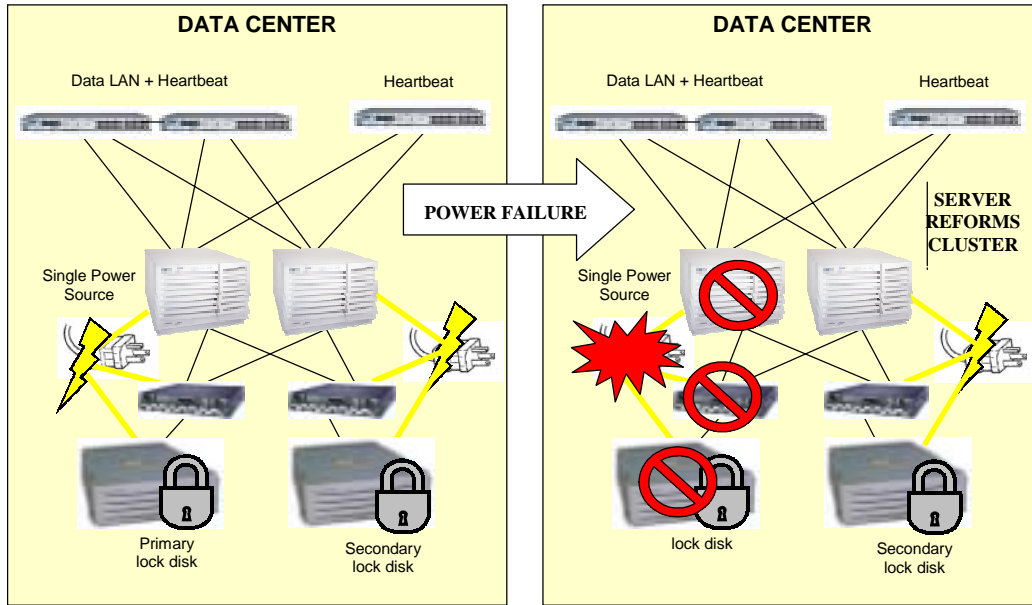 DATA CENTER
Data LAN + Heartbeat
Heartbeat
Single Power
Source
Primary
lock disk
Secondary
lock disk
POWER FAILURE
DATA CENTER
Data LAN + Heartbeat
Heartbeat
SERVER
REFORMS
CLUSTER
Single Power
Source
lock disk
Secondary
lock disk